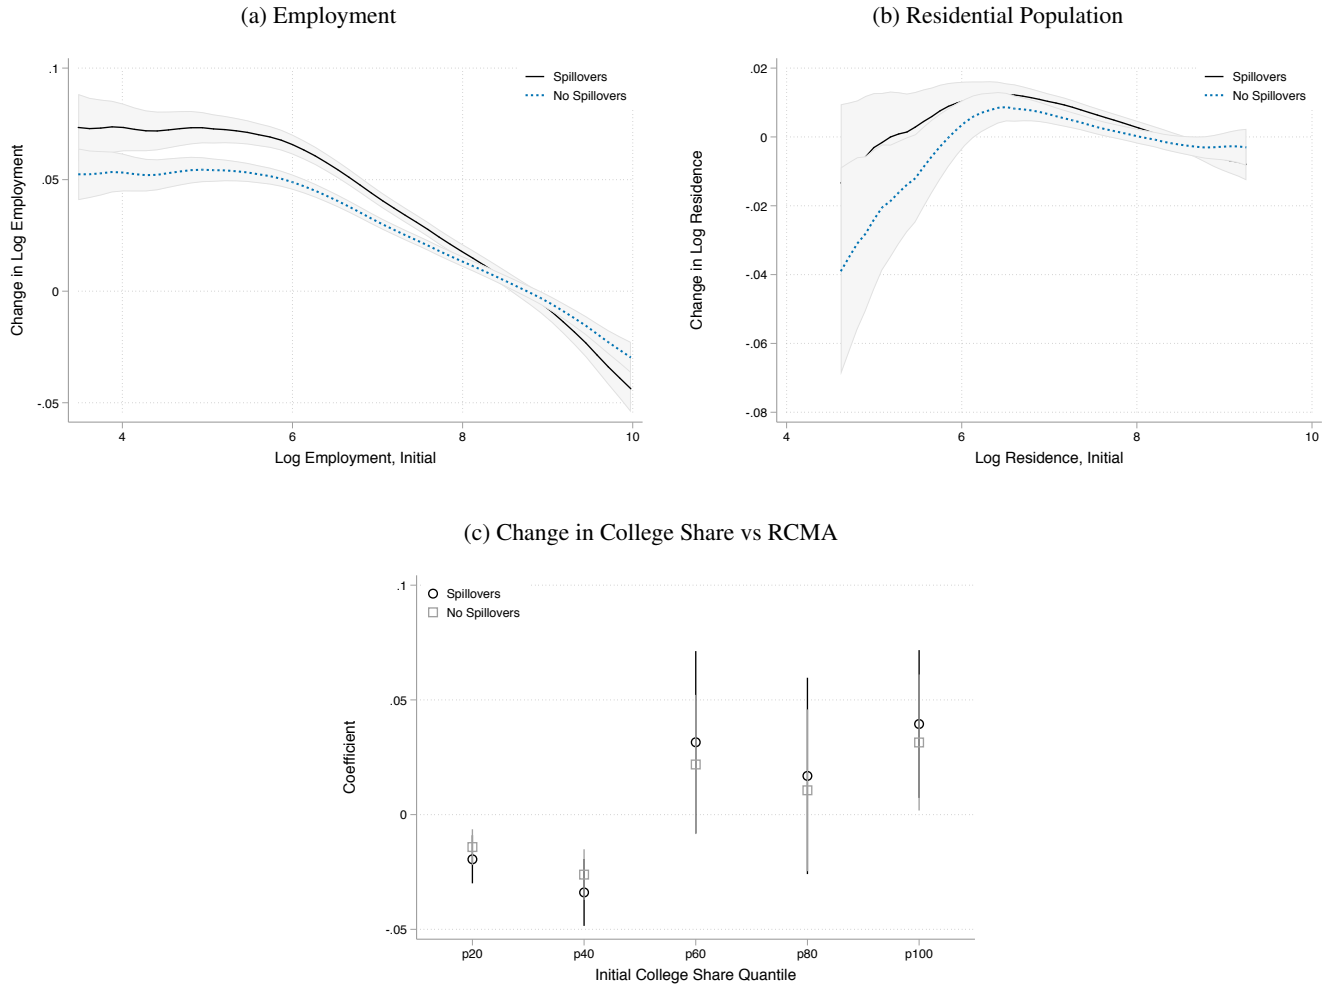 (a) Employment
.1
.05
0
-.05
Change in Log Employment
4
6
8
10
Log Employment, Initial
Spillovers
No Spillovers
(b) Residential Population
.02
0
-.02
-.04
-.06
-.08
Change in Log Residence
4
6
8
10
Log Residence, Initial
Spillovers
No Spillovers
(c) Change in College Share vs RCMA
.1
.05
0
-.05
Coefficient
p20
p40
p60
p80
p100
Initial College Share Quantile
Spillovers
No Spillovers